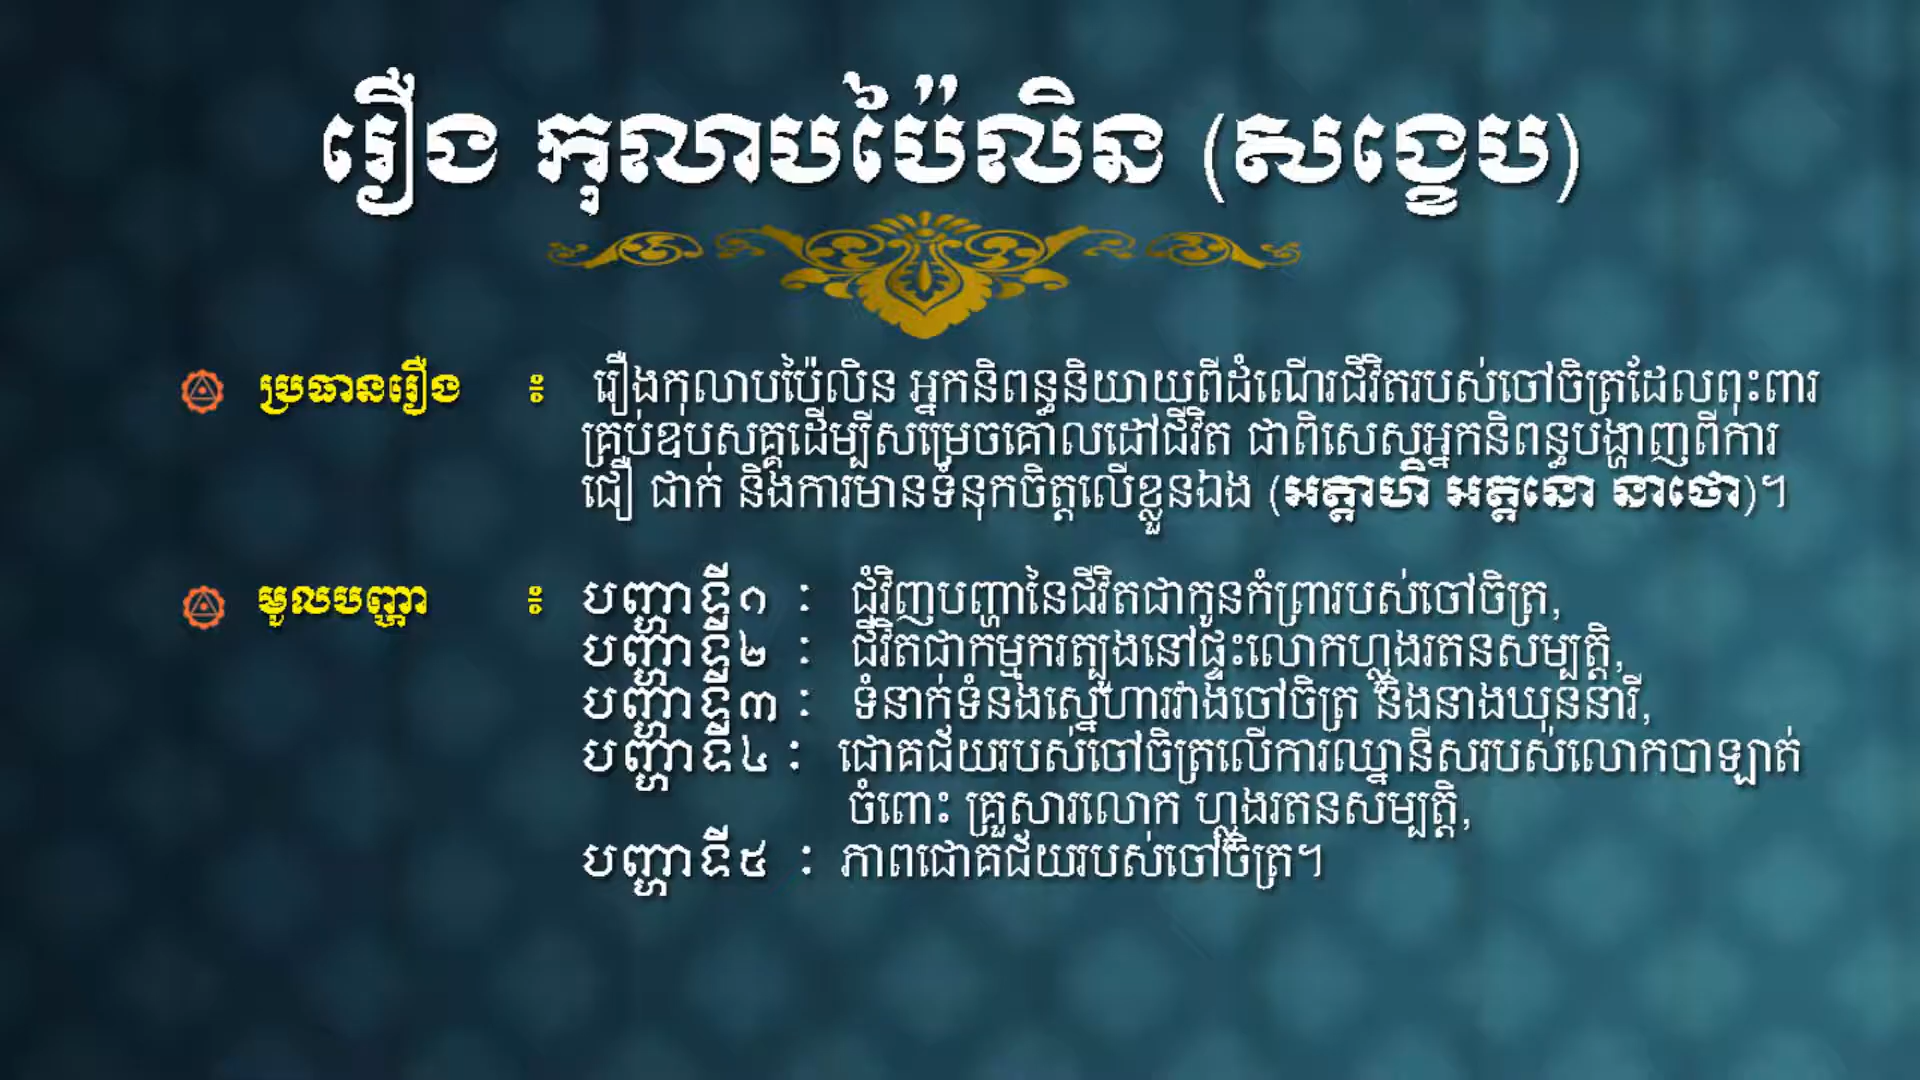 រឿង កុលាបប៉ៃលិន (សង្ខេប)
ប្រធានរឿង ៖ រឿងកុលាបប៉ៃលិន អ្នកនិពន្ធនិយាយពីដំណើរជីវិតរបស់ចៅចិត្រដែលពុះពារ
គ្រប់ឧបសគ្គដើម្បីសម្រេចគោលដៅជីវិត ជាពិសេសអ្នកនិពន្ធបង្ហាញពីការ
ជឿ ជាក់ និងការមានទំនុកចិត្តលើខ្លួនឯង (អត្តាហិ អត្តនោ នាថោ)។
មូលបញ្ហា ៖ បញ្ហាទី១ : ជុំវិញបញ្ហានៃជីវិតជាកូនកំព្រារបស់ចៅចិត្រ,
បញ្ហាទី២ : ជីវិតជាកម្មករត្បូងនៅផ្ទះលោកហ្លួងរតនសម្បត្តិ,
បញ្ហាទី៣ : ទំនាក់ទំនងស្នេហារវាងចៅចិត្រ និងនាងឃុននារី,
បញ្ហាទី៤ : ជោគជ័យរបស់ចៅចិត្រលើការឈ្នានីសរបស់លោកបាឡាត់
ចំពោះ គ្រួសារលោក ហ្លួងរតនសម្បត្តិ,
បញ្ហាទី៥ : ភាពជោគជ័យរបស់ចៅចិត្រ។